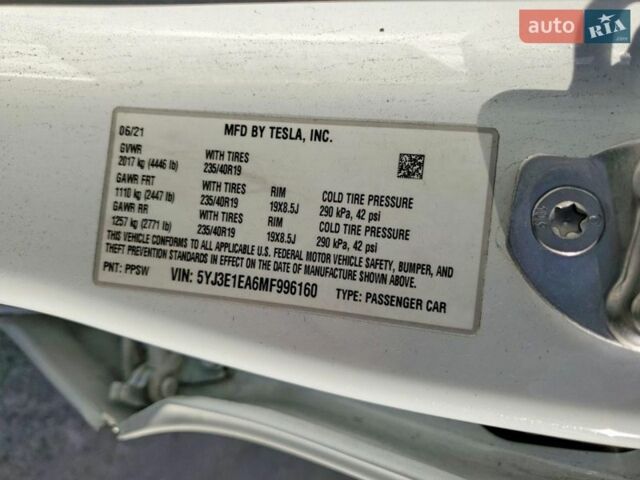 auto RIA.com
06/21 MFD BY TESLA, INC.
GVWR
2017 kg (4446 lb) WITH TIRES
235/40R19
GAWR FRT
1110 kg (2447 lb) WITH TIRES 235/40R19 RIM 19X8.5J COLD TIRE PRESSURE 290 kPa, 42 psi
GAWR RR
1257 kg (2771 lb) WITH TIRES 235/40R19 RIM 19X8.5J COLD TIRE PRESSURE 290 kPa, 42 psi
THIS VEHICLE CONFORMS TO ALL APPLICABLE U.S. FEDERAL MOTOR VEHICLE SAFETY, BUMPER, AND
THEFT PREVENTION STANDARDS IN EFFECT ON THE DATE OF MANUFACTURE SHOWN ABOVE.
PNT: PPSW VIN: 5YJ3E1EA6MF996160 TYPE: PASSENGER CAR